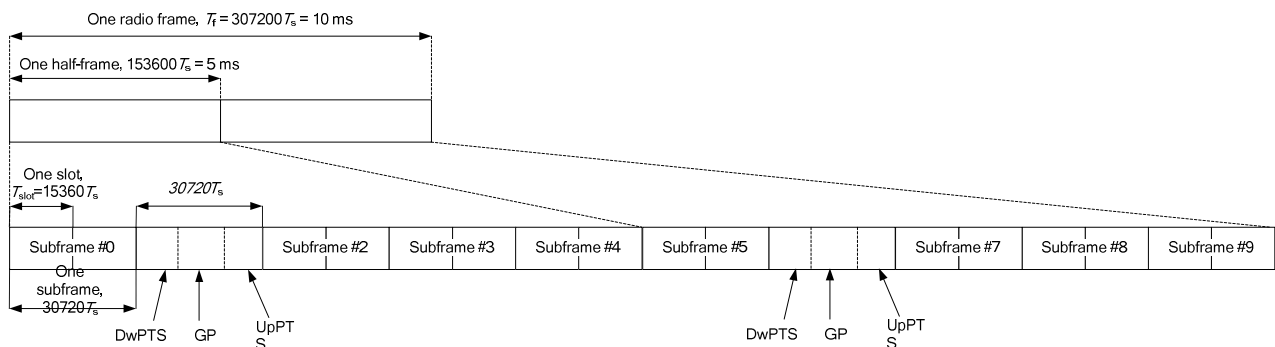 One radio frame, Tf = 307200Ts = 10 ms
One half-frame, 153600Ts = 5 ms
One slot,
Tslot=15360Ts
30720Ts
Subframe #0
Subframe #2
Subframe #3
Subframe #4
Subframe #5
Subframe #7
Subframe #8
Subframe #9
One
subframe,
30720Ts
DwPTS
GP
UpPT
S
DwPTS
GP
UpPT
S